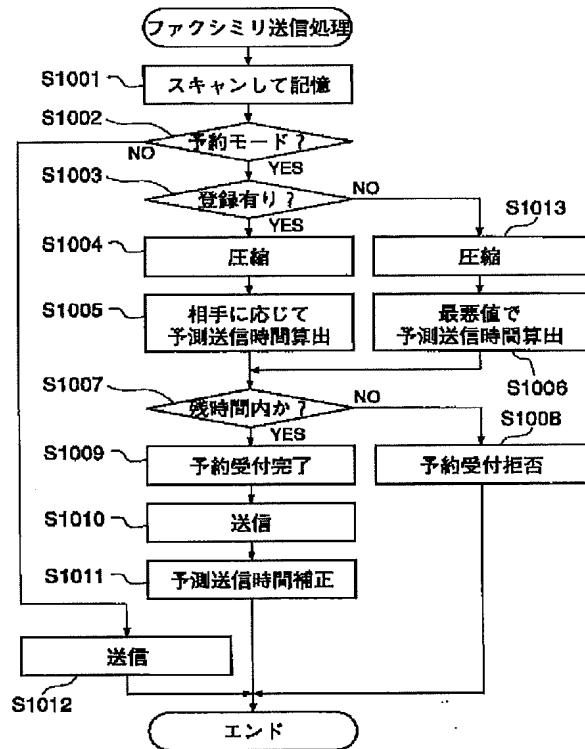 ファクシミリ送信処理
S1001
スキャンして記憶
S1002
予約モード？
NO
YES
S1003
登録有り？
NO
YES
S1004
圧縮
S1013
圧縮
S1005
相手に応じて
予測送信時間算出
最悪値で
予測送信時間算出
S1006
S1007
残時間内か？
NO
YES
S1008
S1009
予約受付完了
予約受付拒否
S1010
送信
S1011
予測送信時間補正
送信
S1012
エンド